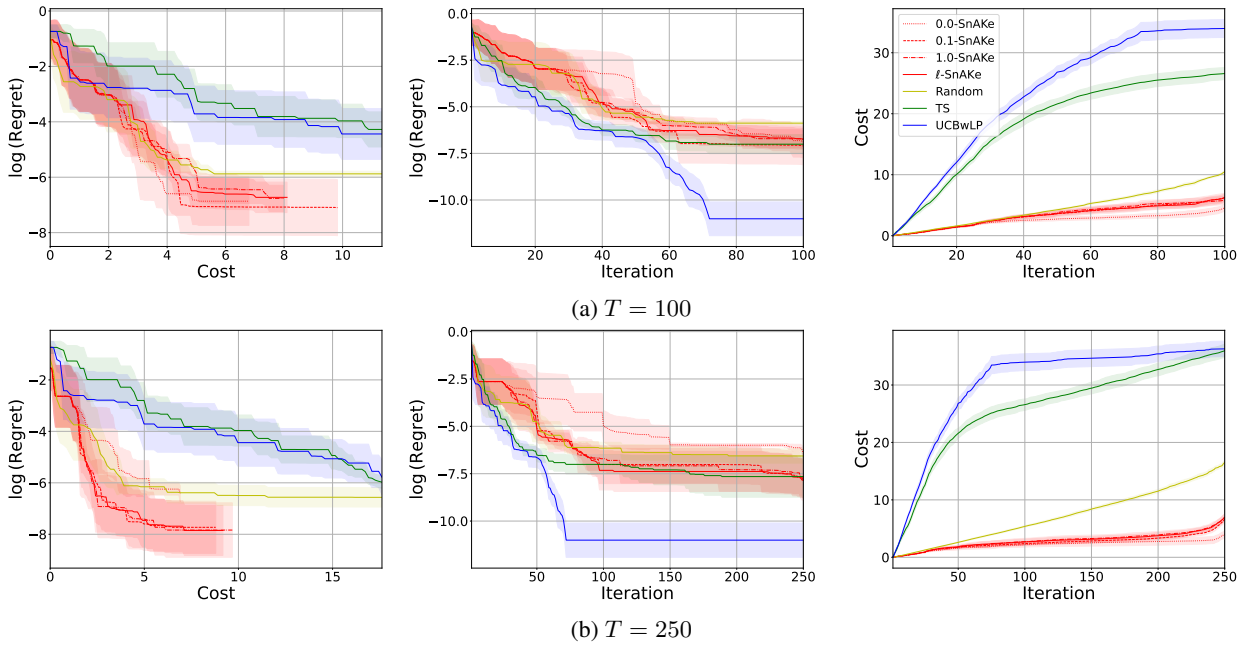 0
−2
−4
−6
−8
log (Regret)
0 2 4 6 8 10
Cost
0.0
−2.5
−5.0
−7.5
−10.0
log (Regret)
20 40 60 80 100
Iteration
30
20
10
0
Cost
20 40 60 80 100
Iteration
0.0-SnAKe
0.1-SnAKe
1.0-SnAKe
ℓ-SnAKe
Random
TS
UCBwLP
(a) T = 100
−2
−4
−6
−8
log (Regret)
0 5 10 15
Cost
0.0
−2.5
−5.0
−7.5
−10.0
log (Regret)
50 100 150 200 250
Iteration
30
20
10
0
Cost
50 100 150 200 250
Iteration
(b) T = 250